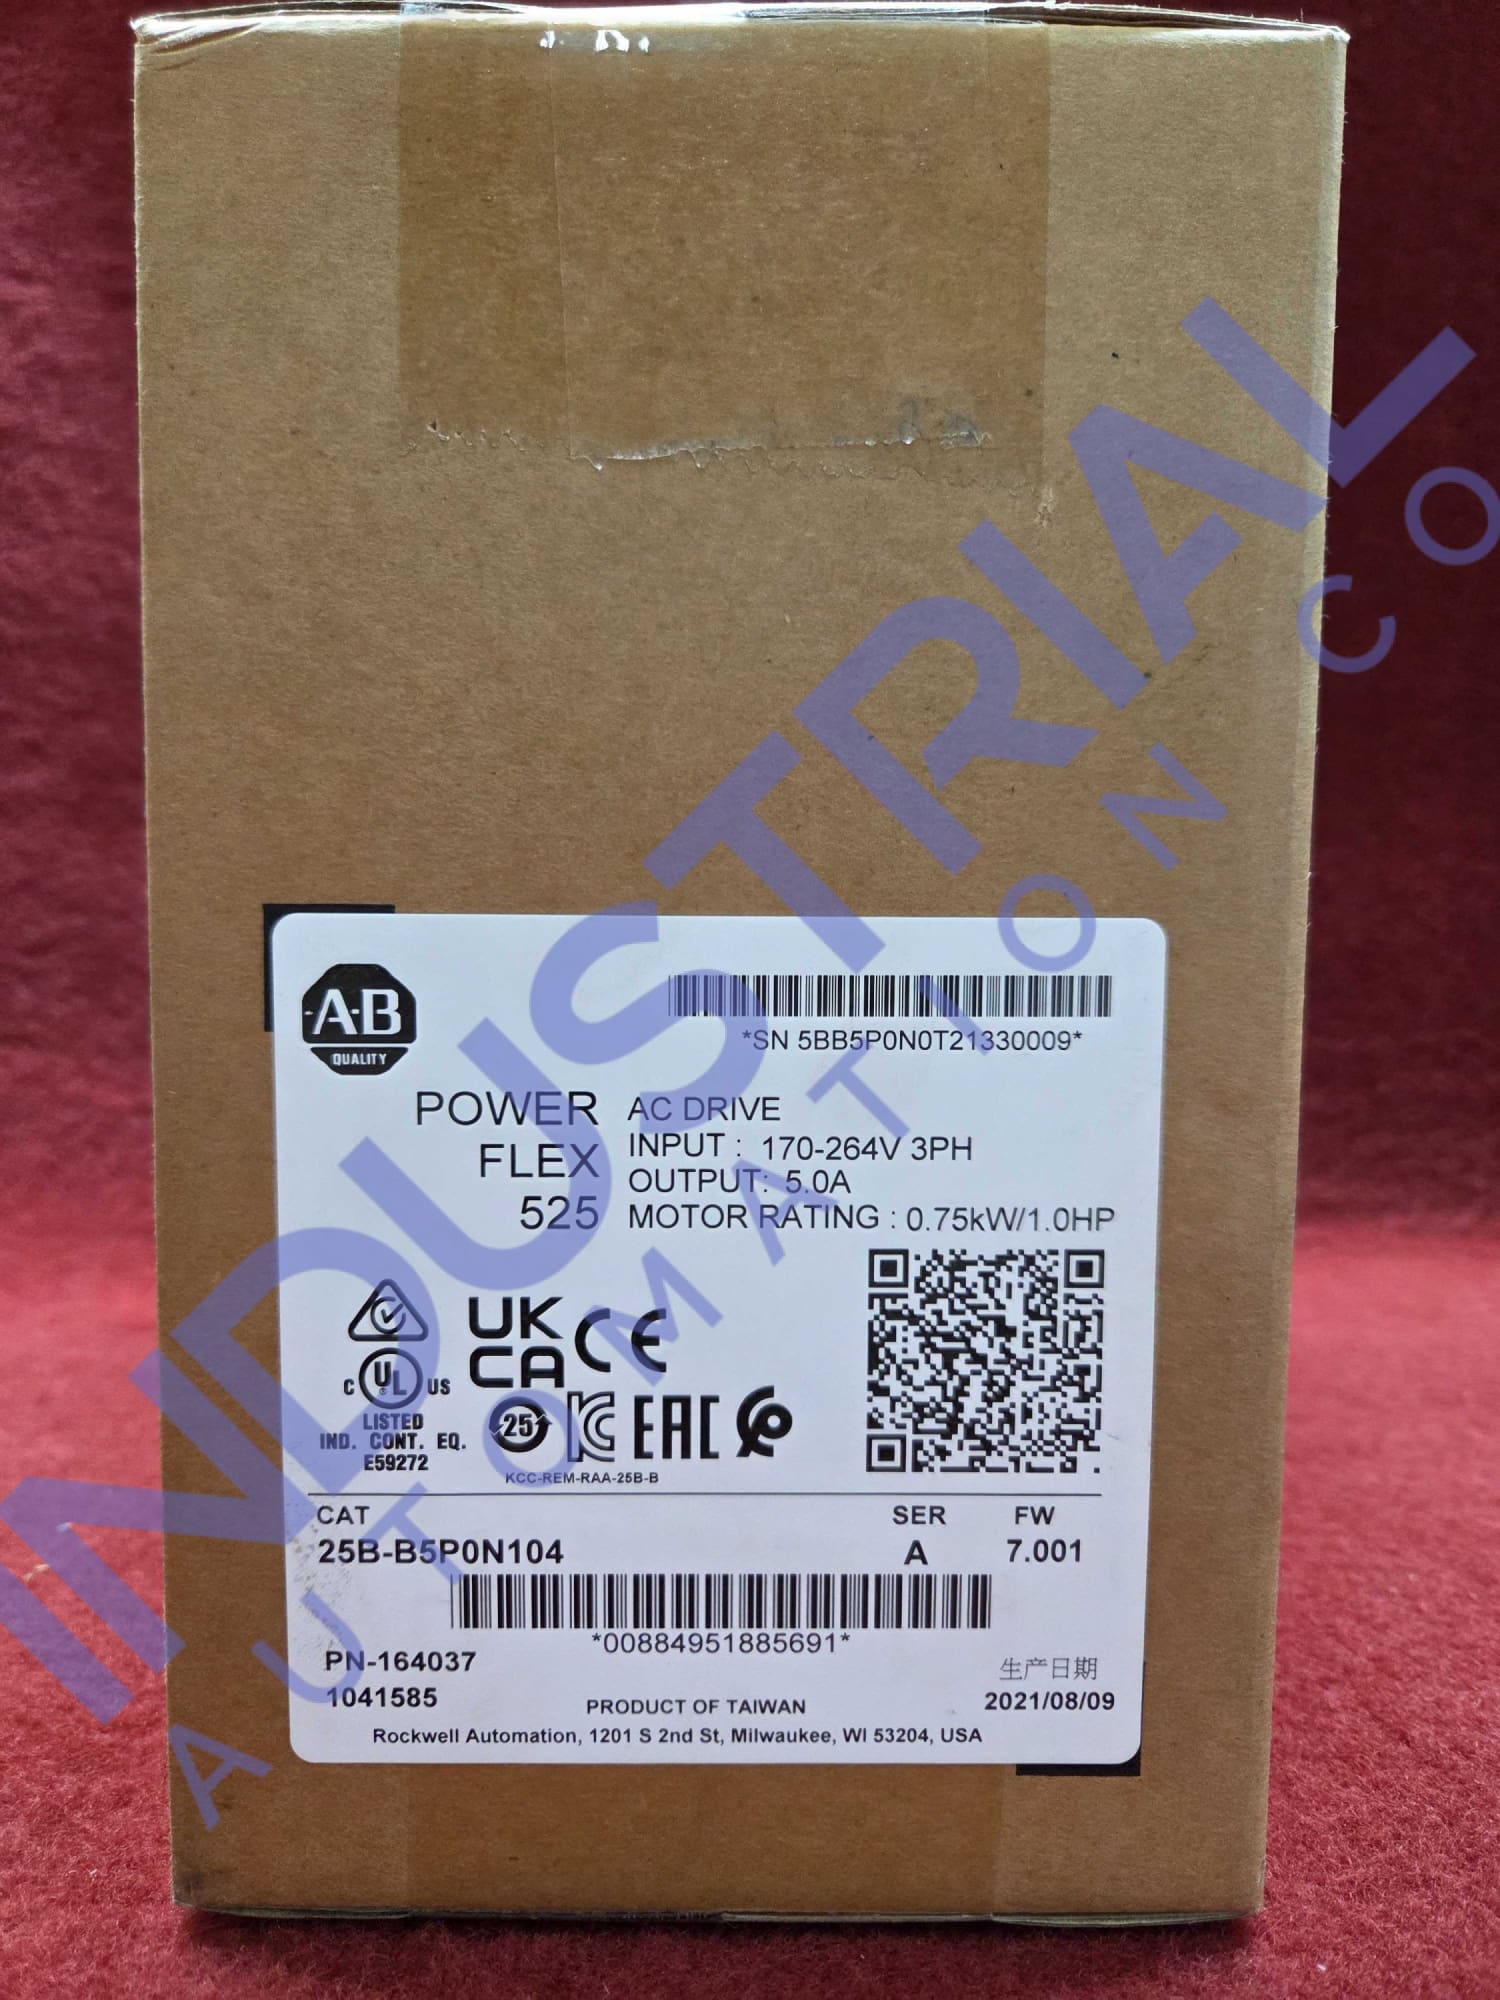 A-B
QUALITY
*SN 5BB5P0N0T21330009*
POWER
FLEX
525
AC DRIVE
INPUT : 170-264V 3PH
OUTPUT: 5.0A
MOTOR RATING : 0.75kW/1.0HP
UK
CA
CE
C UL US
LISTED
IND. CONT. EQ.
E59272
25
KC
EAC
KCC-REM-RAA-25B-B
CAT
25B-B5P0N104
SER
A
FW
7.001
*00884951885691*
PN-164037
1041585
PRODUCT OF TAIWAN
生产日期
2021/08/09
Rockwell Automation, 1201 S 2nd St, Milwaukee, WI 53204, USA
INDUSTRIAL
AUTOMATION CO